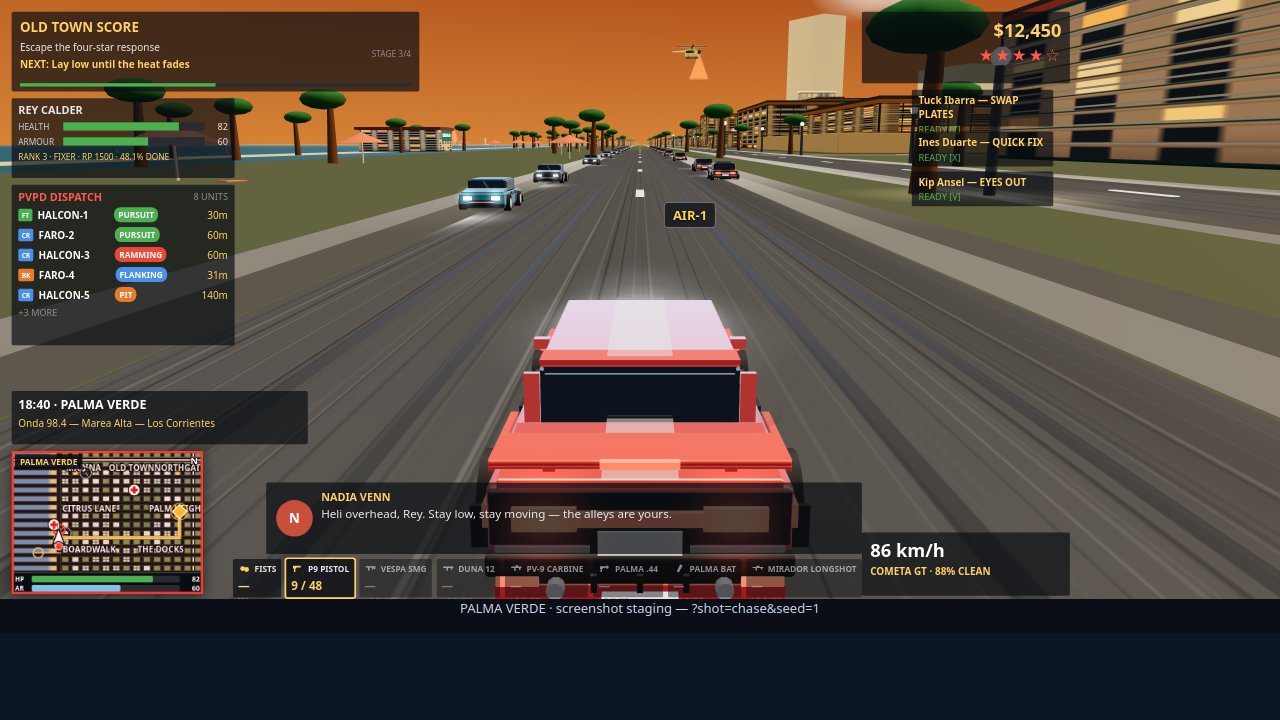 OLD TOWN SCORE
Escape the four-star response
STAGE 3/4
NEXT: Lay low until the heat fades
$12,450
★★★★☆
REY CALDER
HEALTH 82
ARMOUR 60
RANK 3 · FIXER · RP 1500 · 48.1% DONE
Tuck Ibarra — SWAP PLATES
READY
Ines Duarte — QUICK FIX
READY [X]
Kip Ansel — EYES OUT
READY [V]
PVPD DISPATCH 8 UNITS
FT HALCON-1 PURSUIT 30m
CR FARO-2 PURSUIT 60m
CR HALCON-3 RAMMING 60m
BK FARO-4 FLANKING 31m
CR HALCON-5 PIT 140m
+3 MORE
AIR-1
18:40 · PALMA VERDE
Onda 98.4 — Marea Alta — Los Corrientes
PALMA VERDE
N
OLD TOWN
CITRUS LANE
BOARDWALK
THE DOCKS
HP 82
AR 60
N
NADIA VENN
Heli overhead, Rey. Stay low, stay moving — the alleys are yours.
FISTS
—
P9 PISTOL
9 / 48
VESPA SMG
—
DUNA 12
—
PV-9 CARBINE
—
PALMA .44
—
PALMA BAT
—
MIRADOR LONGSHOT
—
86 km/h
COMETA GT · 88% CLEAN
PALMA VERDE · screenshot staging — ?shot=chase&seed=1